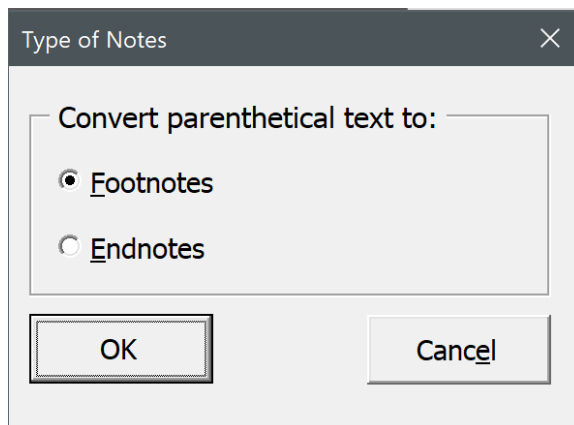 Type of Notes
Convert parenthetical text to:
Footnotes
Endnotes
OK Cancel